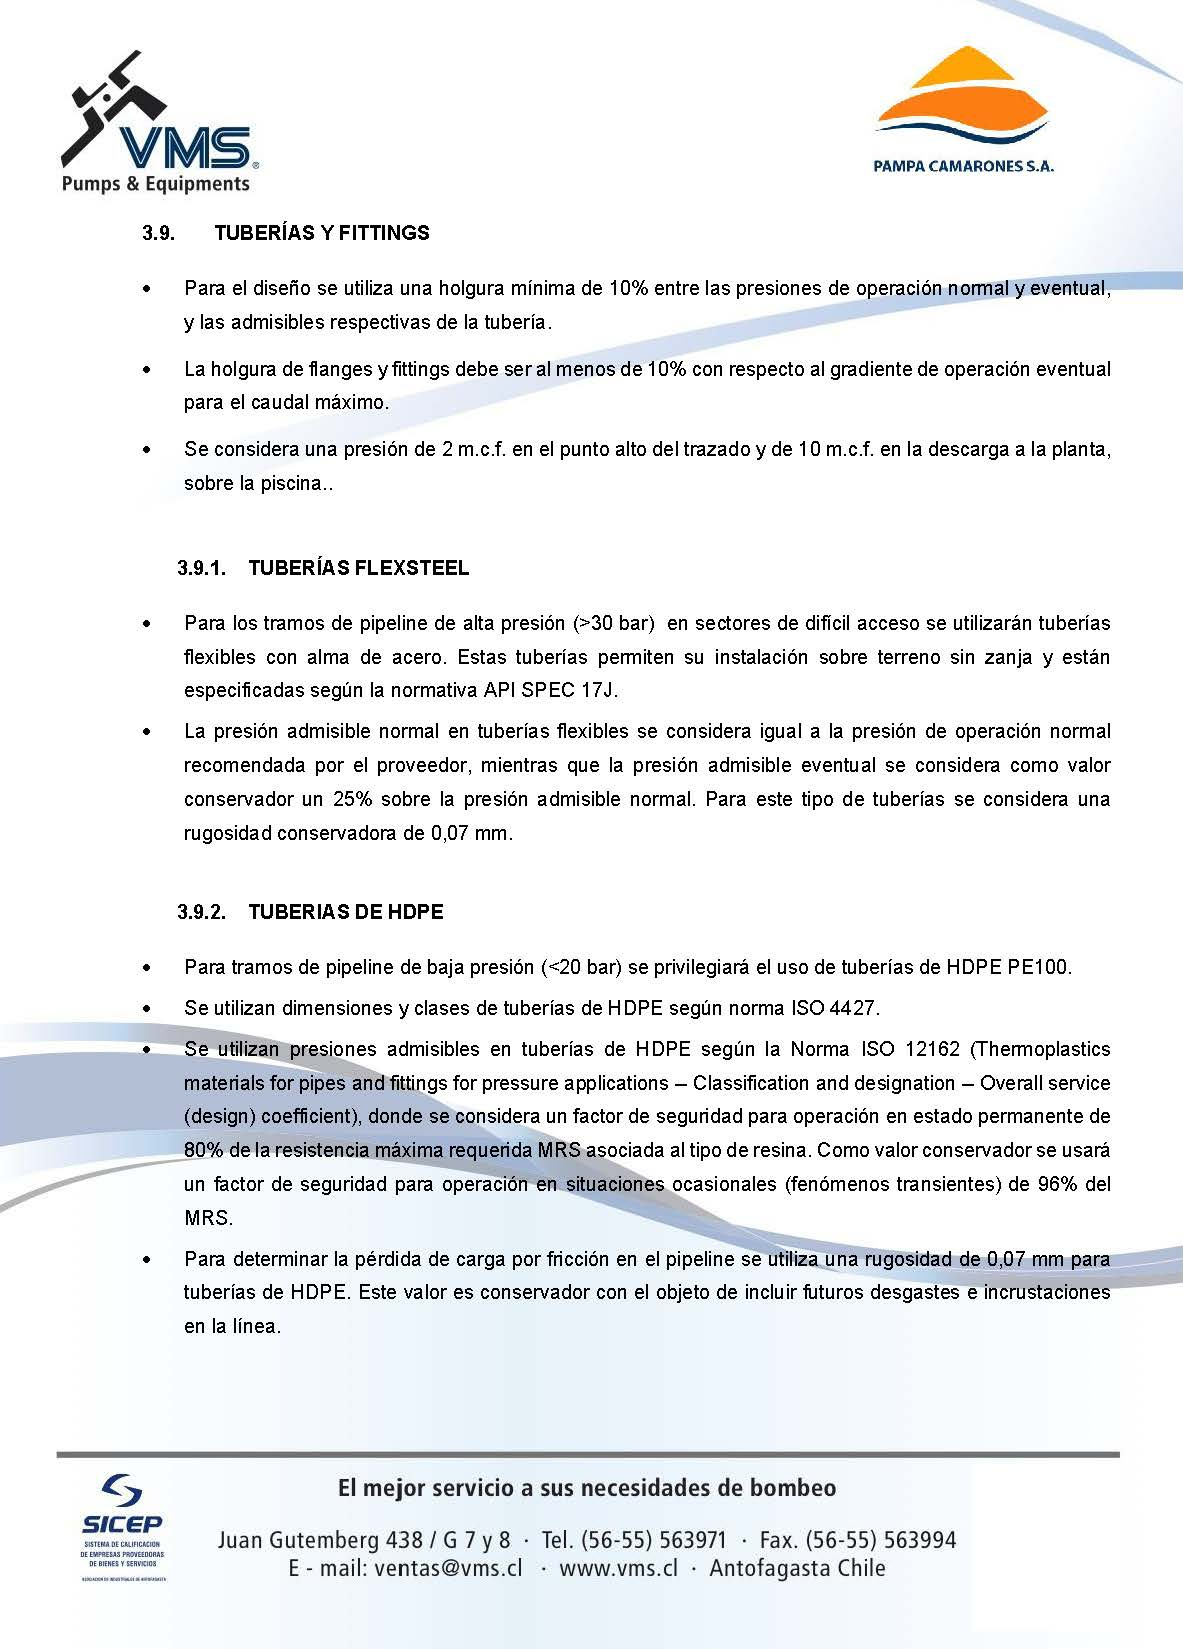 VMS®
Pumps & Equipments
PAMPA CAMARONES S.A.
3.9. TUBERÍAS Y FITTINGS
• Para el diseño se utiliza una holgura mínima de 10% entre las presiones de operación normal y eventual,
y las admisibles respectivas de la tubería.
• La holgura de flanges y fittings debe ser al menos de 10% con respecto al gradiente de operación eventual
para el caudal máximo.
• Se considera una presión de 2 m.c.f. en el punto alto del trazado y de 10 m.c.f. en la descarga a la planta,
sobre la piscina..
3.9.1. TUBERÍAS FLEXSTEEL
• Para los tramos de pipeline de alta presión (>30 bar) en sectores de difícil acceso se utilizarán tuberías
flexibles con alma de acero. Estas tuberías permiten su instalación sobre terreno sin zanja y están
especificadas según la normativa API SPEC 17J.
• La presión admisible normal en tuberías flexibles se considera igual a la presión de operación normal
recomendada por el proveedor, mientras que la presión admisible eventual se considera como valor
conservador un 25% sobre la presión admisible normal. Para este tipo de tuberías se considera una
rugosidad conservadora de 0,07 mm.
3.9.2. TUBERIAS DE HDPE
• Para tramos de pipeline de baja presión (<20 bar) se privilegiará el uso de tuberías de HDPE PE100.
• Se utilizan dimensiones y clases de tuberías de HDPE según norma ISO 4427.
• Se utilizan presiones admisibles en tuberías de HDPE según la Norma ISO 12162 (Thermoplastics
materials for pipes and fittings for pressure applications – Classification and designation – Overall service
(design) coefficient), donde se considera un factor de seguridad para operación en estado permanente de
80% de la resistencia máxima requerida MRS asociada al tipo de resina. Como valor conservador se usará
un factor de seguridad para operación en situaciones ocasionales (fenómenos transientes) de 96% del
MRS.
• Para determinar la pérdida de carga por fricción en el pipeline se utiliza una rugosidad de 0,07 mm para
tuberías de HDPE. Este valor es conservador con el objeto de incluir futuros desgastes e incrustaciones
en la línea.
El mejor servicio a sus necesidades de bombeo
Juan Gutemberg 438 / G 7 y 8 · Tel. (56-55) 563971 · Fax. (56-55) 563994
E - mail: ventas@vms.cl · www.vms.cl · Antofagasta Chile
SICEP
SISTEMA DE CALIFICACION
DE EMPRESAS PROVEEDORAS
DE BIENES Y SERVICIOS
ASOCIACION DE INDUSTRIALES DE ANTOFAGASTA